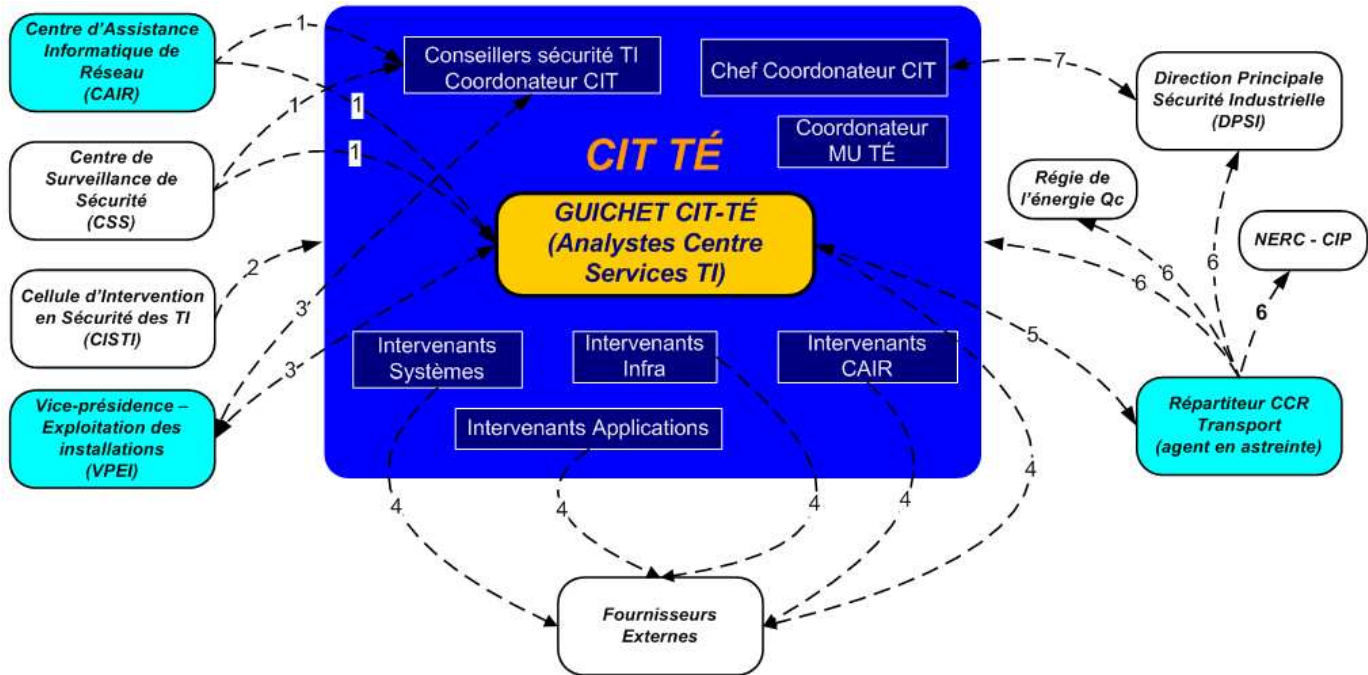 Centre d'Assistance
Informatique de
Réseau
(CAIR)
Centre de
Surveillance de
Sécurité
(CSS)
Cellule d'Intervention
en Sécurité des TI
(CISTI)
Vice-présidence –
Exploitation des
installations
(VPEI)
1
1
1
1
2
3
3
Conseillers sécurité TI
Coordonateur CIT
Chef Coordonateur CIT
Coordonateur
MU TÉ
CIT TÉ
GUICHET CIT-TÉ
(Analystes Centre
Services TI)
Intervenants
Systèmes
Intervenants
Infra
Intervenants
CAIR
Intervenants Applications
4
4
4
4
4
Fournisseurs
Externes
7
Direction Principale
Sécurité Industrielle
(DPSI)
Régie de
l'énergie Qc
NERC - CIP
6
6
6
6
5
Répartiteur CCR
Transport
(agent en astreinte)